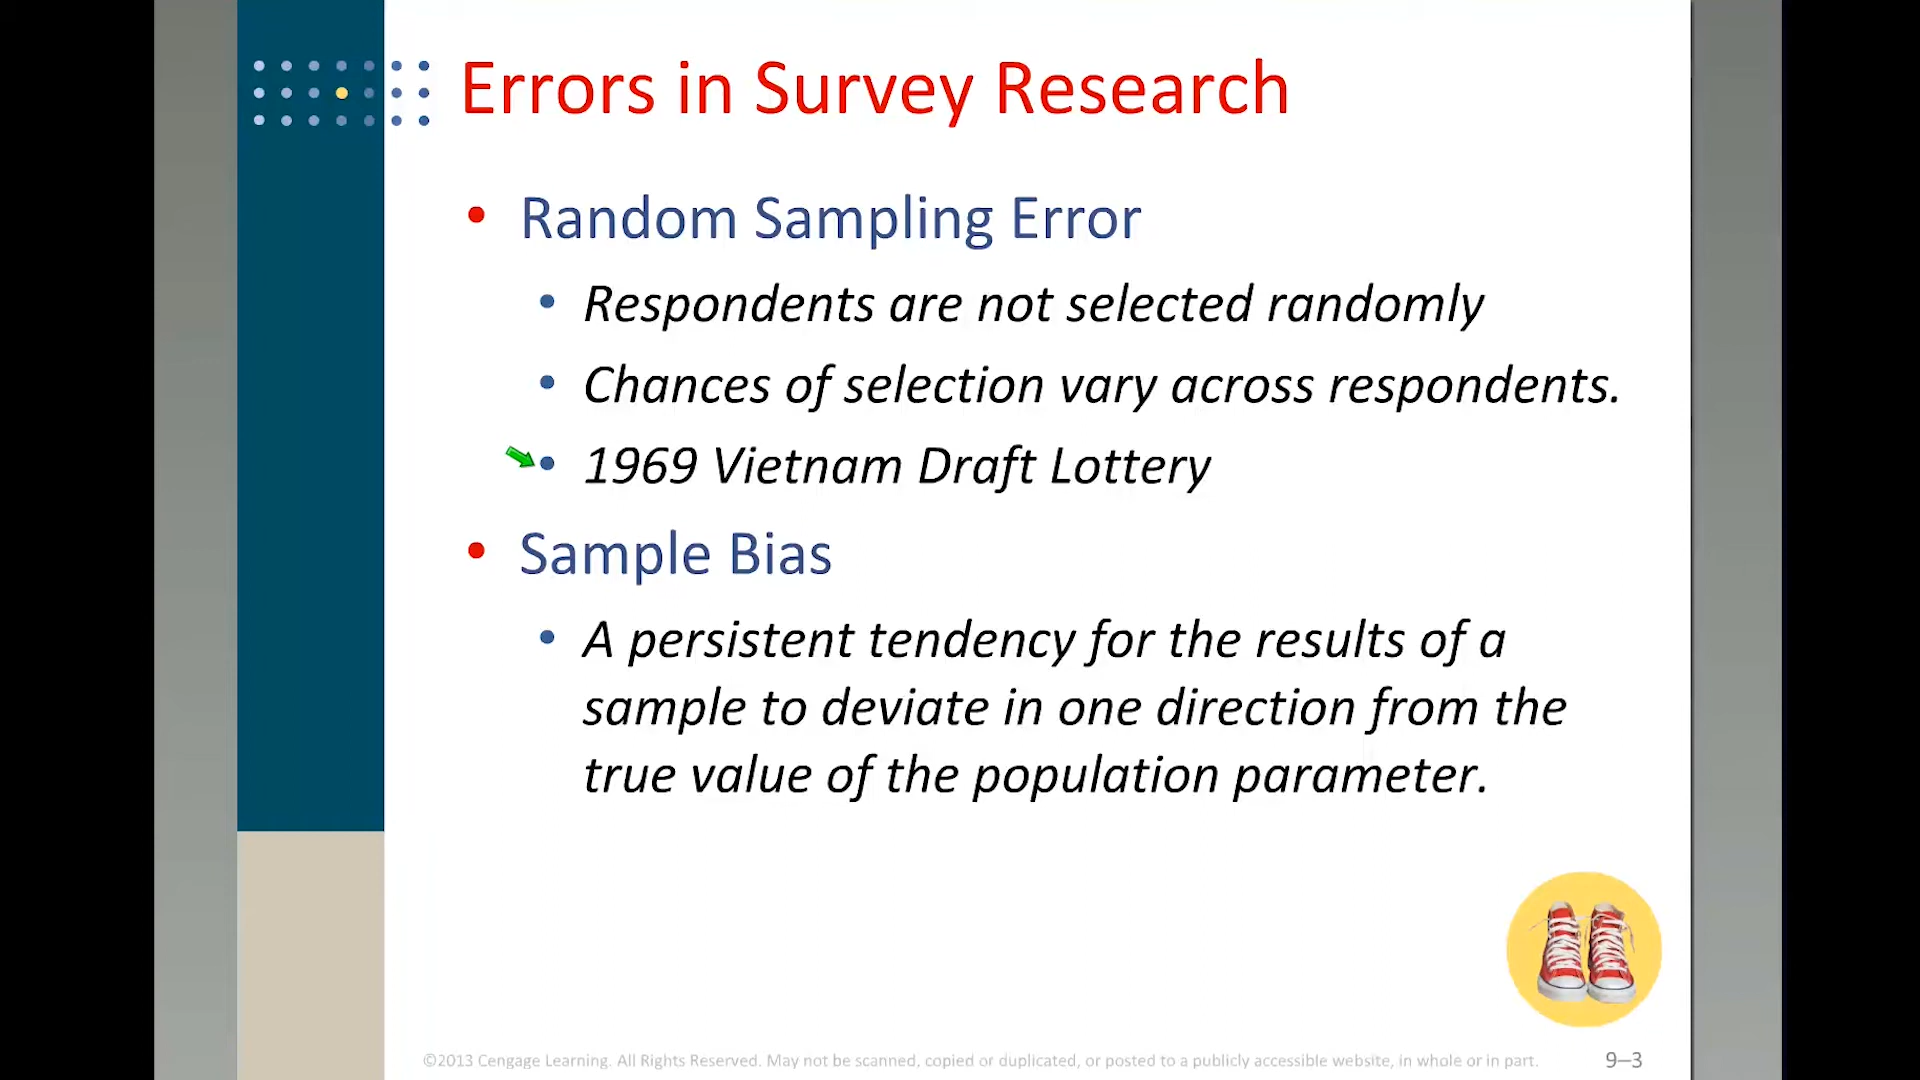 Errors in Survey Research
• Random Sampling Error
• Respondents are not selected randomly
• Chances of selection vary across respondents.
• 1969 Vietnam Draft Lottery
• Sample Bias
• A persistent tendency for the results of a
sample to deviate in one direction from the
true value of the population parameter.
©2013 Cengage Learning. All Rights Reserved. May not be scanned, copied or duplicated, or posted to a publicly accessible website, in whole or in part.
9–3